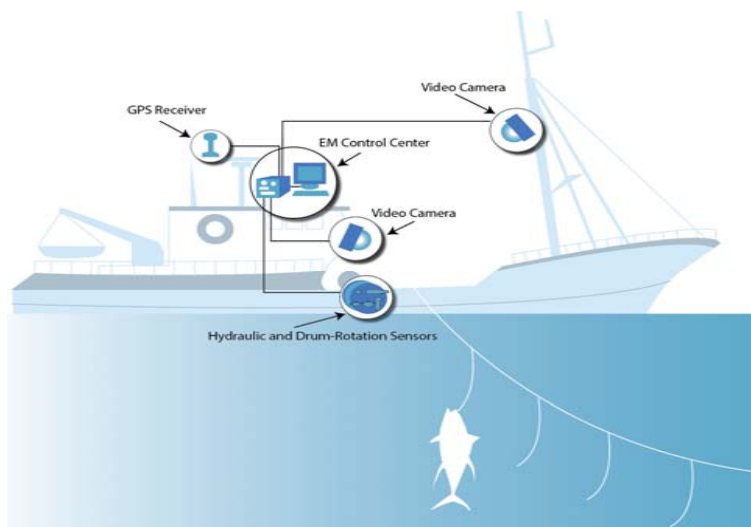 Video Camera
GPS Receiver
EM Control Center
Video Camera
Hydraulic and Drum-Rotation Sensors